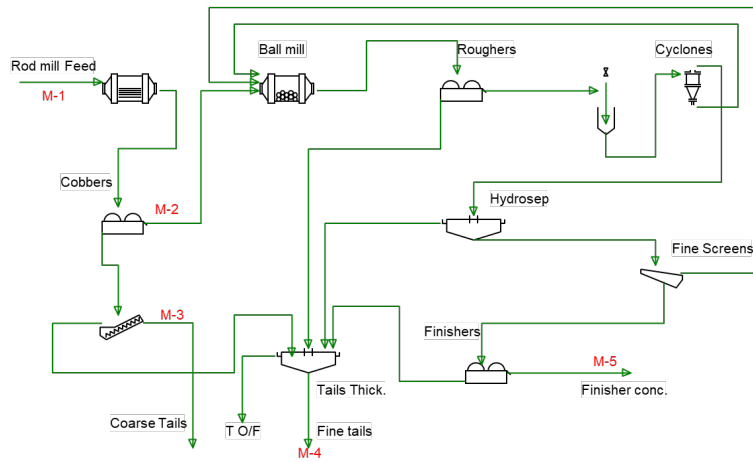 Ball mill
Roughers
Cyclones
Rod mill Feed
M-1
Cobbers
M-2
Hydrosep
Fine Screens
M-3
Finishers
M-5
Tails Thick.
Finisher conc.
Coarse Tails
T O/F
Fine tails
M-4